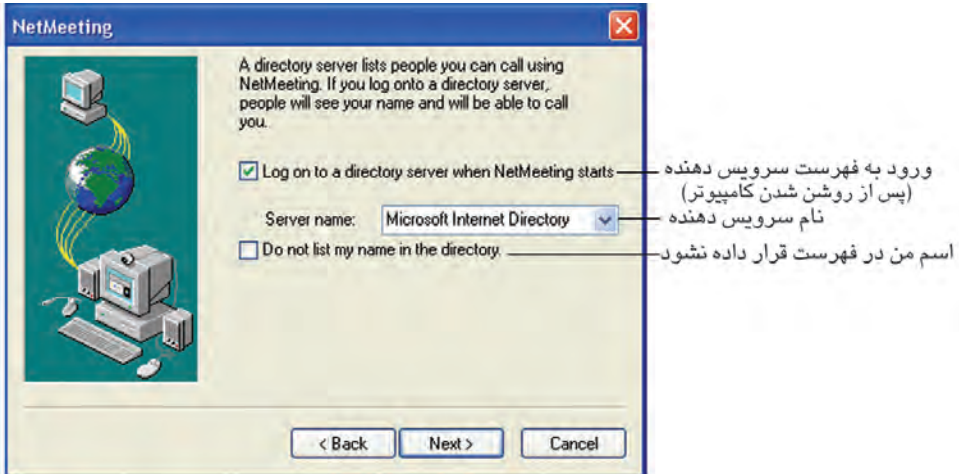 NetMeeting
A directory server lists people you can call using
NetMeeting. If you log onto a directory server,
people will see your name and will be able to call
you.
Log on to a directory server when NetMeeting starts
ورود به فهرست سرویس دهنده
(پس از روشن شدن کامپیوتر)
Server name: Microsoft Internet Directory
نام سرویس دهنده
Do not list my name in the directory.
اسم من در فهرست قرار داده نشود
< Back Next > Cancel